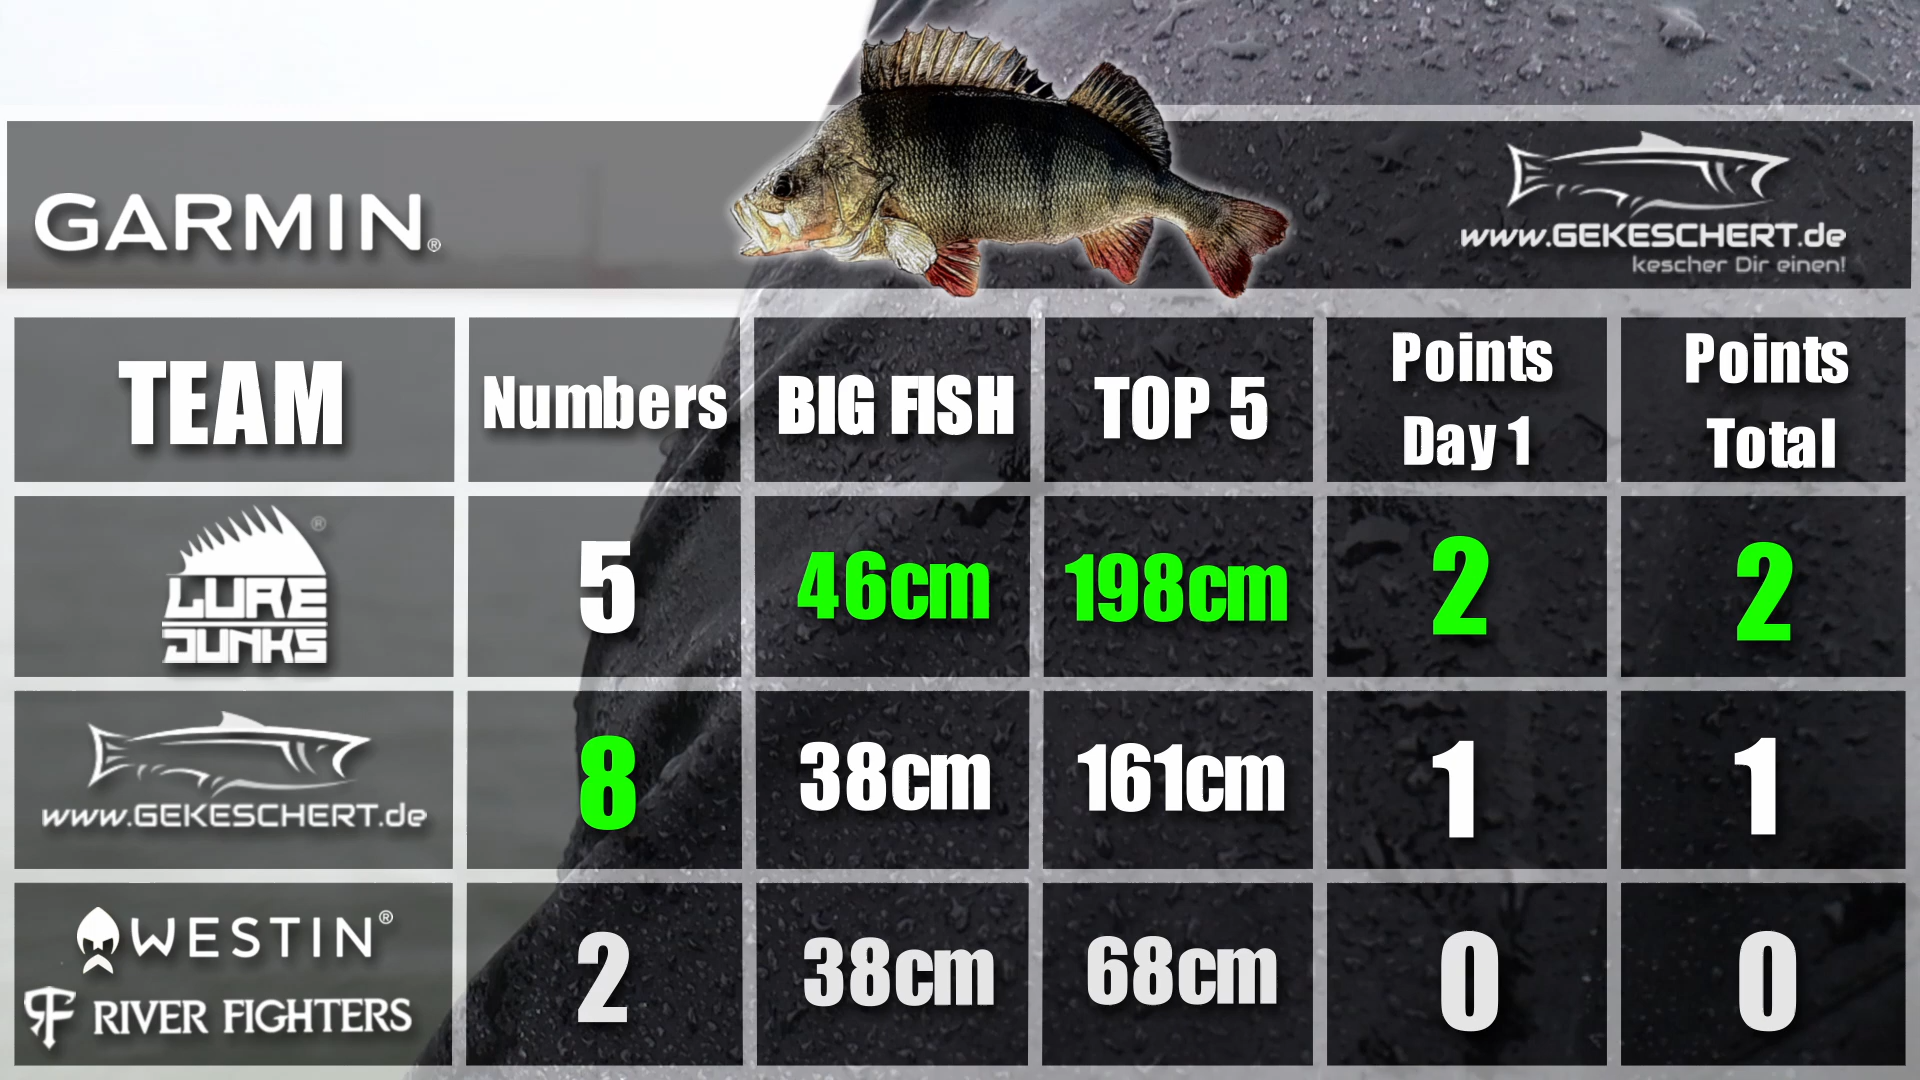 GARMIN®
www.GEKESCHERT.de
kescher Dir einen!
TEAM
Numbers
BIG FISH
TOP 5
Points
Day 1
Points
Total
LURE ®
JUNKS
5
46cm
198cm
2
2
www.GEKESCHERT.de
8
38cm
161cm
1
1
WESTIN®
RF RIVER FIGHTERS
2
38cm
68cm
0
0